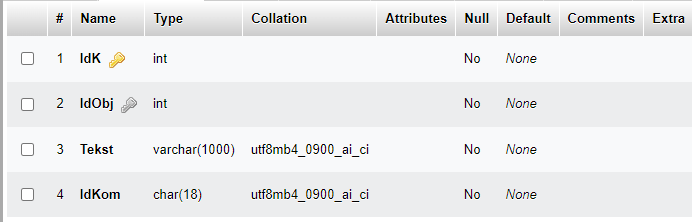 # Name Type Collation Attributes Null Default Comments Extra
1 IdK int No None
2 IdObj int No None
3 Tekst varchar(1000) utf8mb4_0900_ai_ci No None
4 IdKom char(18) utf8mb4_0900_ai_ci No None